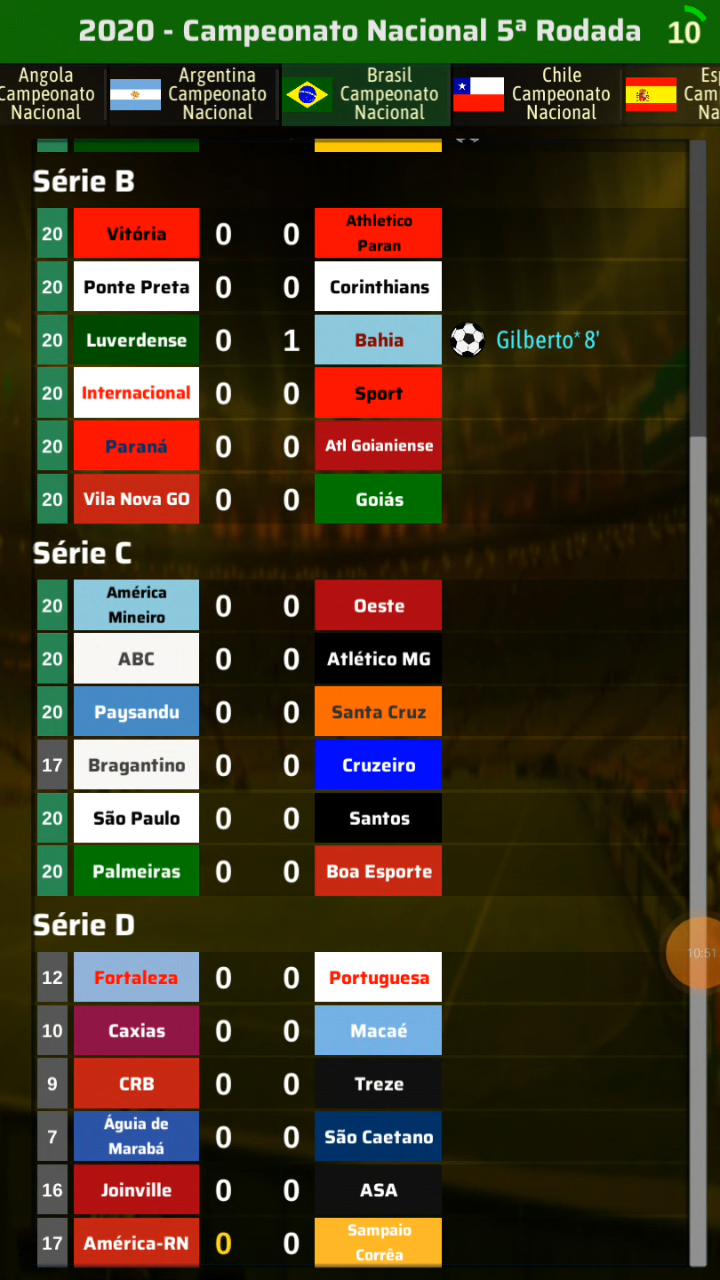 2020 - Campeonato Nacional 5ª Rodada 10
Angola
Campeonato
Nacional
Argentina
Campeonato
Nacional
Brasil
Campeonato
Nacional
Chile
Campeonato
Nacional
Série B
20 Vitória 0 0 Athletico
Paran
20 Ponte Preta 0 0 Corinthians
20 Luverdense 0 1 Bahia Gilberto* 8'
20 Internacional 0 0 Sport
20 Paraná 0 0 Atl Goianiense
20 Vila Nova GO 0 0 Goiás
Série C
20 América
Mineiro 0 0 Oeste
20 ABC 0 0 Atlético MG
20 Paysandu 0 0 Santa Cruz
17 Bragantino 0 0 Cruzeiro
20 São Paulo 0 0 Santos
20 Palmeiras 0 0 Boa Esporte
Série D
12 Fortaleza 0 0 Portuguesa
10 Caxias 0 0 Macaé
9 CRB 0 0 Treze
7 Águia de
Marabá 0 0 São Caetano
16 Joinville 0 0 ASA
17 América-RN 0 0 Sampaio
Corrêa
10:51